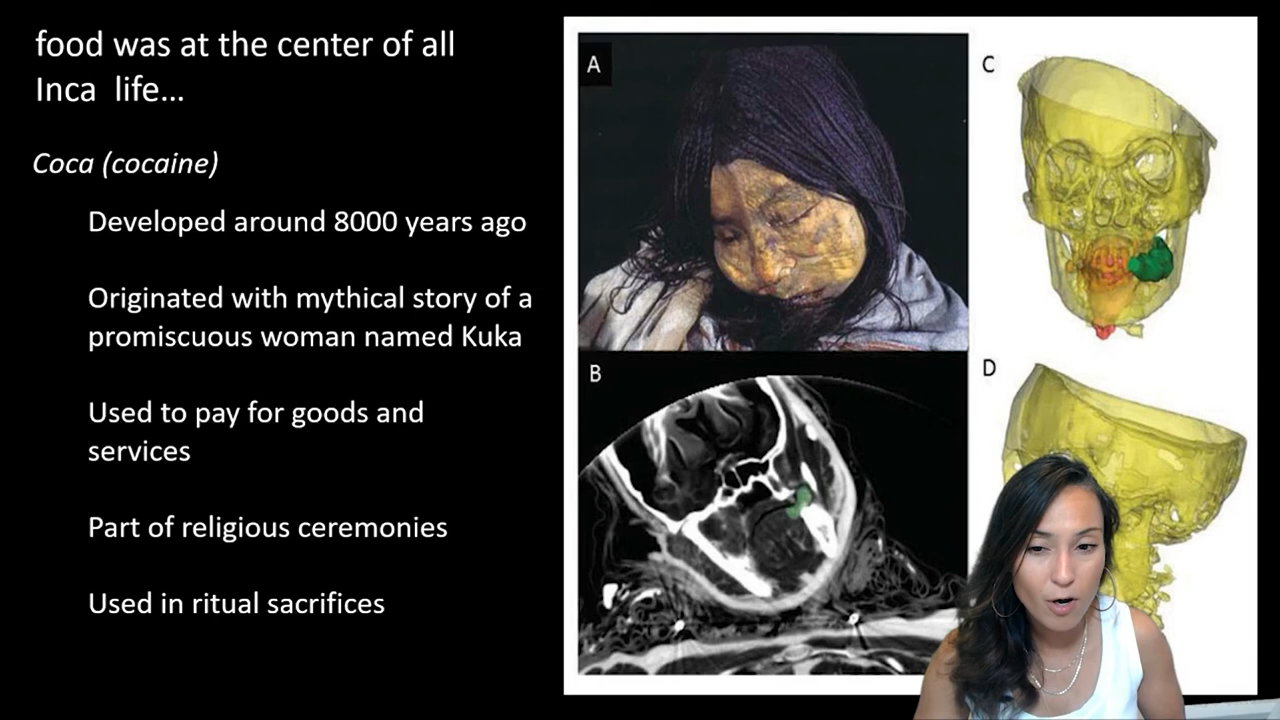 food was at the center of all
Inca life...
Coca (cocaine)
Developed around 8000 years ago
Originated with mythical story of a
promiscuous woman named Kuka
Used to pay for goods and
services
Part of religious ceremonies
Used in ritual sacrifices
A
C
B
D